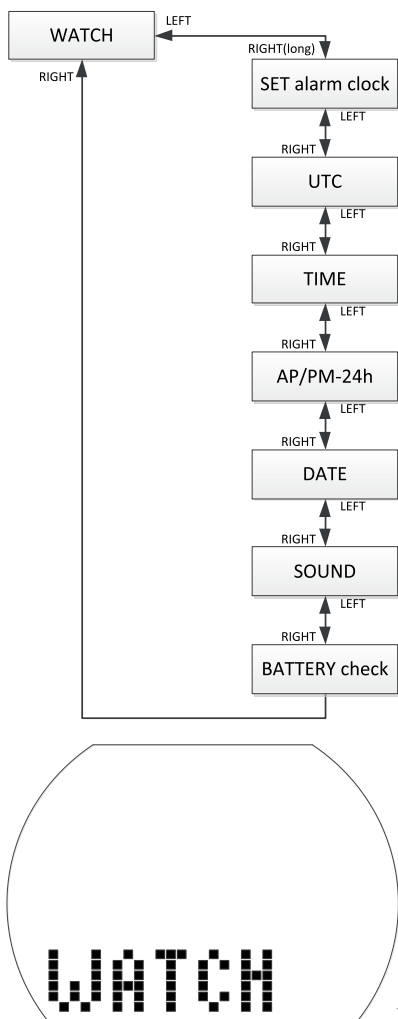 WATCH
LEFT
RIGHT(long)
RIGHT
SET alarm clock
LEFT
RIGHT
UTC
LEFT
RIGHT
TIME
LEFT
RIGHT
AP/PM-24h
LEFT
RIGHT
DATE
LEFT
RIGHT
SOUND
LEFT
RIGHT
BATTERY check
WATCH